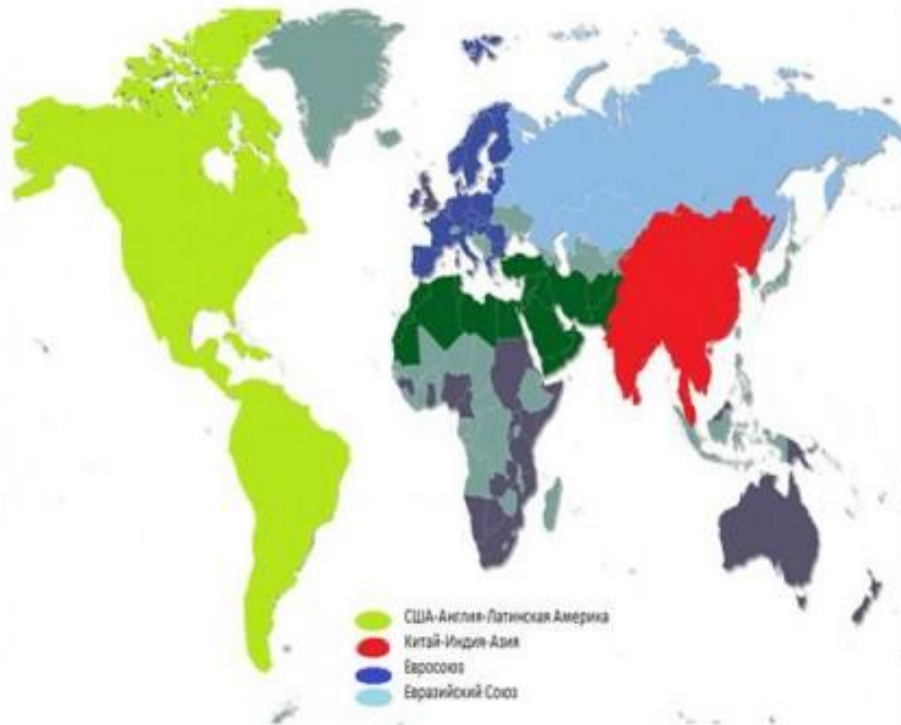 США-Англия-Латинская Америка
Китай-Индия-Азия
Евросоюз
Евразийский Союз